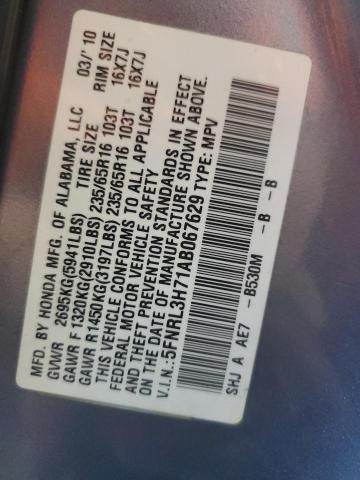 MFD. BY HONDA MFG. OF ALABAMA, LLC 03/'10
GVWR 2695KG(5941LBS) TIRE SIZE RIM SIZE
GAWR F 1320KG(2910LBS) 235/65R16 103T 16X7J
GAWR R 1450KG(3197LBS) 235/65R16 103T 16X7J
THIS VEHICLE CONFORMS TO ALL APPLICABLE
FEDERAL MOTOR VEHICLE SAFETY
AND THEFT PREVENTION STANDARDS IN EFFECT
ON THE DATE OF MANUFACTURE SHOWN ABOVE.
V.I.N.:5FNRL3H71AB067629 TYPE: MPV
SHJ A AE7 -B530M -B -B